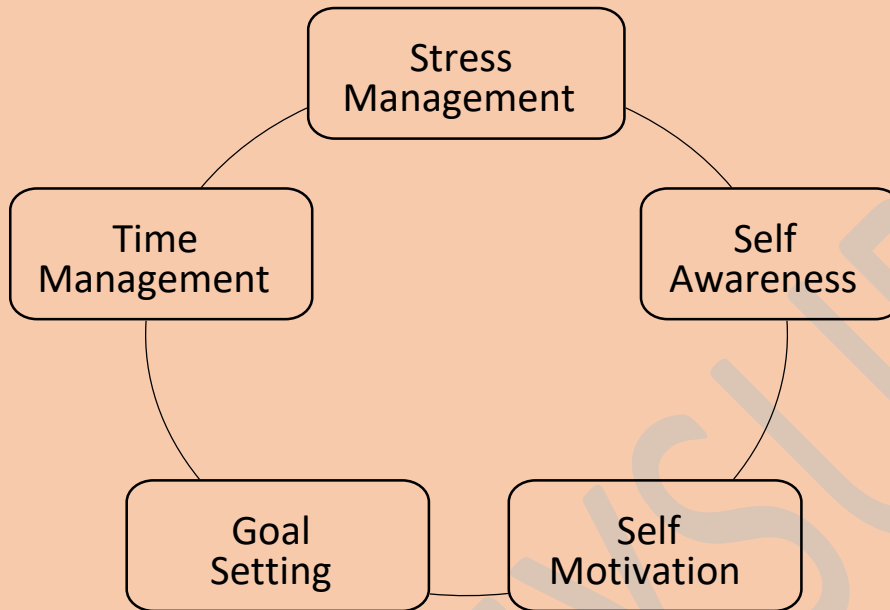 Stress
Management
Self
Awareness
Self
Motivation
Goal
Setting
Time
Management